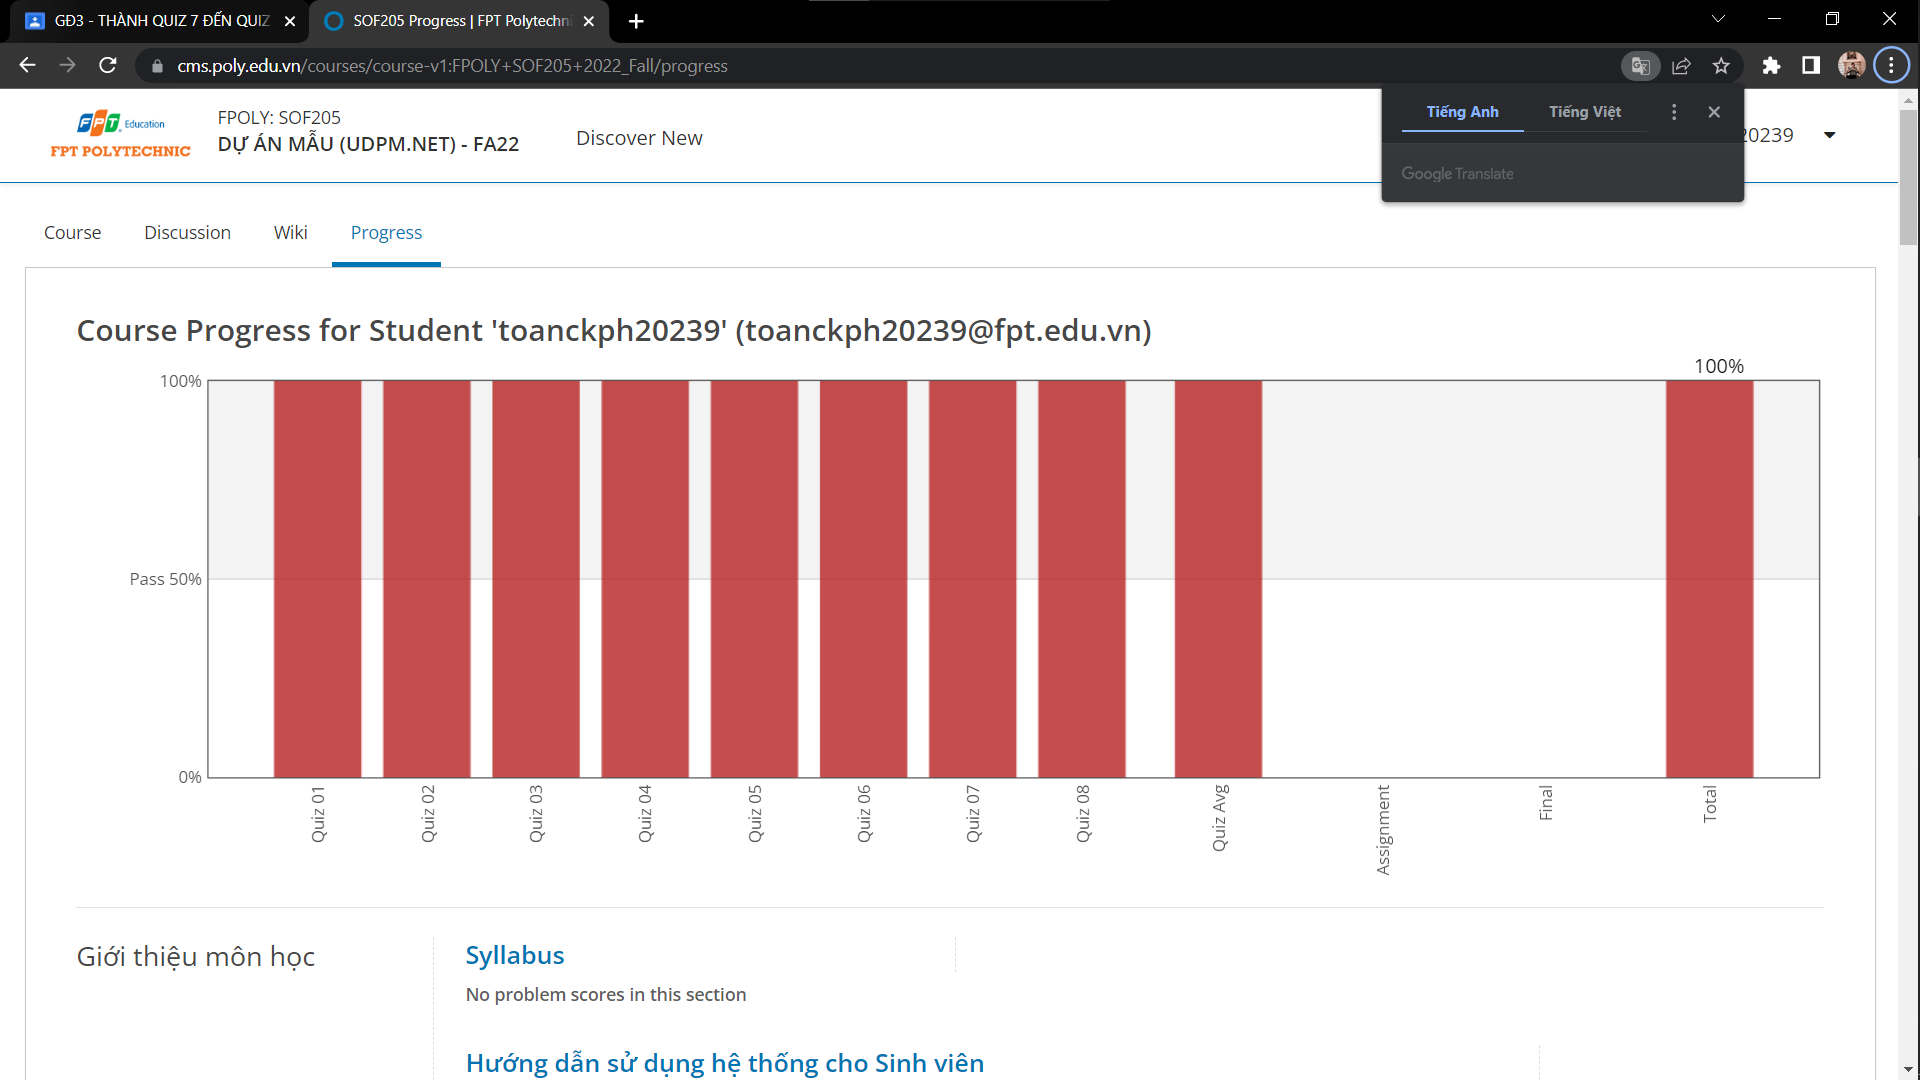 GĐ3 - THÀNH QUIZ 7 ĐẾN QUIZ
SOF205 Progress | FPT Polytechni
cms.poly.edu.vn/courses/course-v1:FPOLY+SOF205+2022_Fall/progress
FPT Education
FPT POLYTECHNIC
FPOLY: SOF205
DỰ ÁN MẪU (UDPM.NET) - FA22
Discover New
Tiếng Anh
Tiếng Việt
Google Translate
20239
Course
Discussion
Wiki
Progress
Course Progress for Student 'toanckph20239' (toanckph20239@fpt.edu.vn)
100%
100%
Pass 50%
0%
Quiz 01
Quiz 02
Quiz 03
Quiz 04
Quiz 05
Quiz 06
Quiz 07
Quiz 08
Quiz Avg
Assignment
Final
Total
Giới thiệu môn học
Syllabus
No problem scores in this section
Hướng dẫn sử dụng hệ thống cho Sinh viên